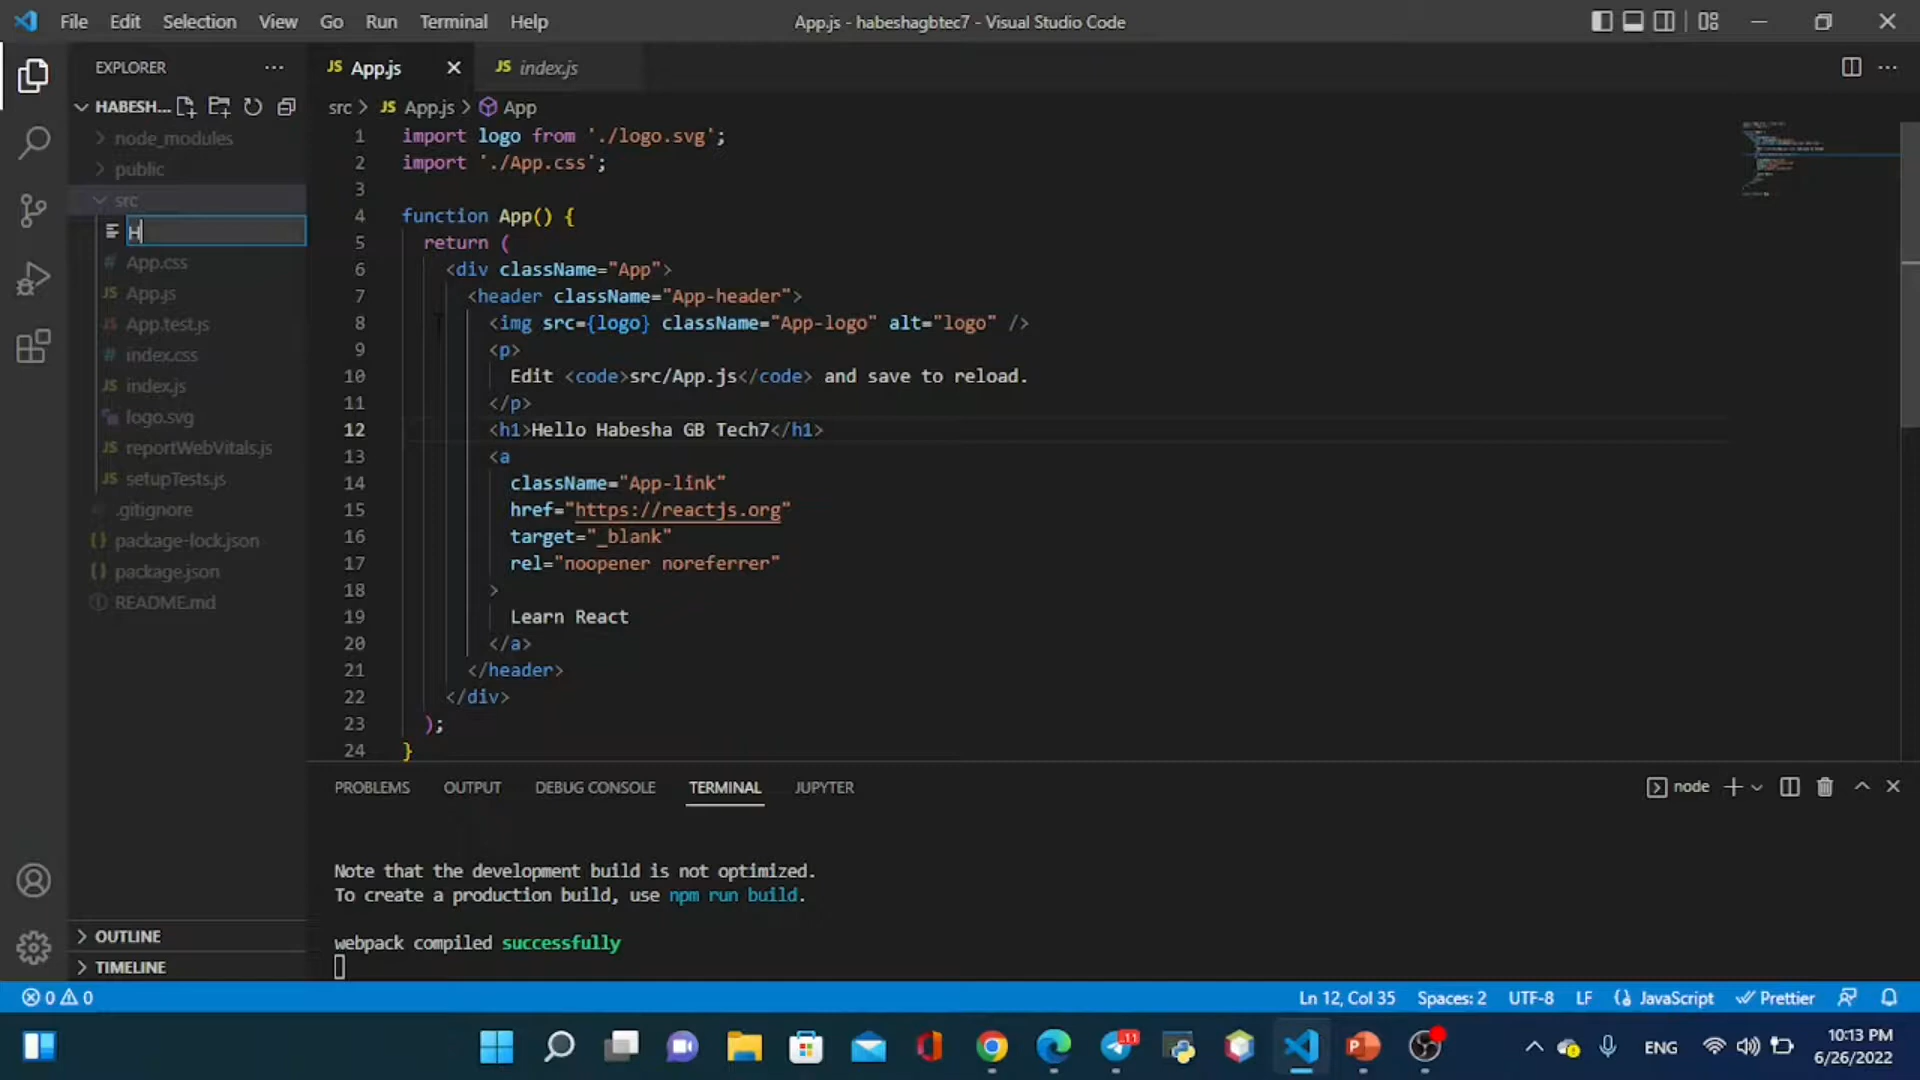 File Edit Selection View Go Run Terminal Help
App.js - habeshagbtec7 - Visual Studio Code
EXPLORER
HABESH...
node_modules
public
src
H
App.css
App.js
App.test.js
index.css
index.js
logo.svg
reportWebVitals.js
setupTests.js
.gitignore
package-lock.json
package.json
README.md
OUTLINE
TIMELINE
JS App.js
JS index.js
src > JS App.js > App
1 import logo from './logo.svg';
2 import './App.css';
3
4 function App() {
5 return (
6 <div className="App">
7 <header className="App-header">
8 <img src={logo} className="App-logo" alt="logo" />
9 <p>
10 Edit <code>src/App.js</code> and save to reload.
11 </p>
12 <h1>Hello Habesha GB Tech7</h1>
13 <a
14 className="App-link"
15 href="https://reactjs.org"
16 target="_blank"
17 rel="noopener noreferrer"
18 >
19 Learn React
20 </a>
21 </header>
22 </div>
23 );
24 }
PROBLEMS OUTPUT DEBUG CONSOLE TERMINAL JUPYTER
node
Note that the development build is not optimized.
To create a production build, use npm run build.
webpack compiled successfully
0 0
Ln 12, Col 35 Spaces: 2 UTF-8 LF JavaScript Prettier
11
ENG
10:13 PM
6/26/2022